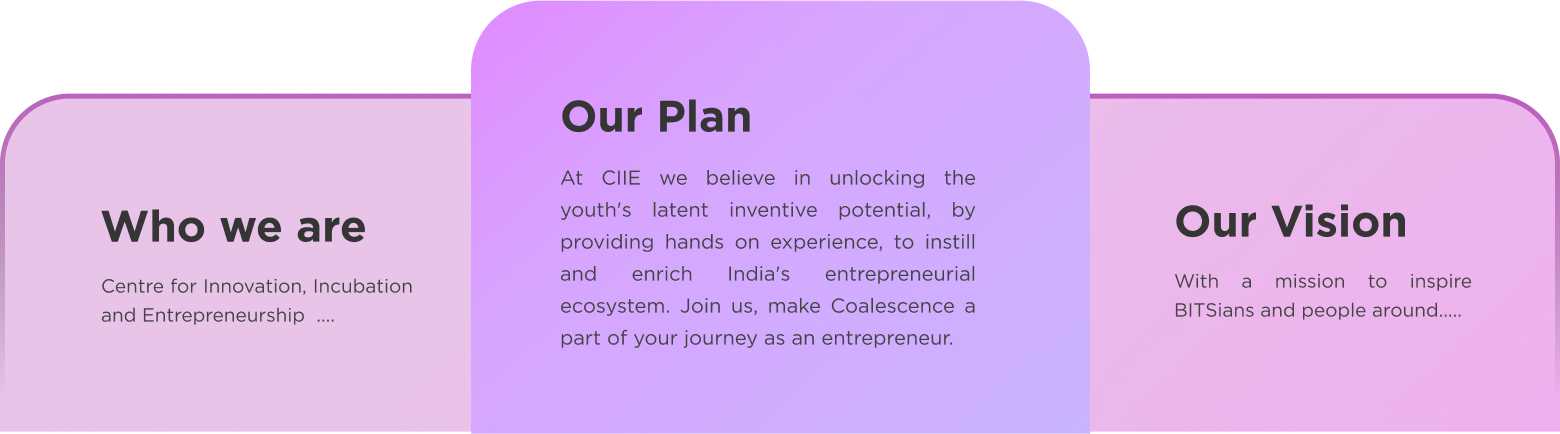 Who we are
Centre for Innovation, Incubation
and Entrepreneurship ....
Our Plan
At CIIE we believe in unlocking the
youth's latent inventive potential, by
providing hands on experience, to instill
and enrich India's entrepreneurial
ecosystem. Join us, make Coalescence a
part of your journey as an entrepreneur.
Our Vision
With a mission to inspire
BITSians and people around.....